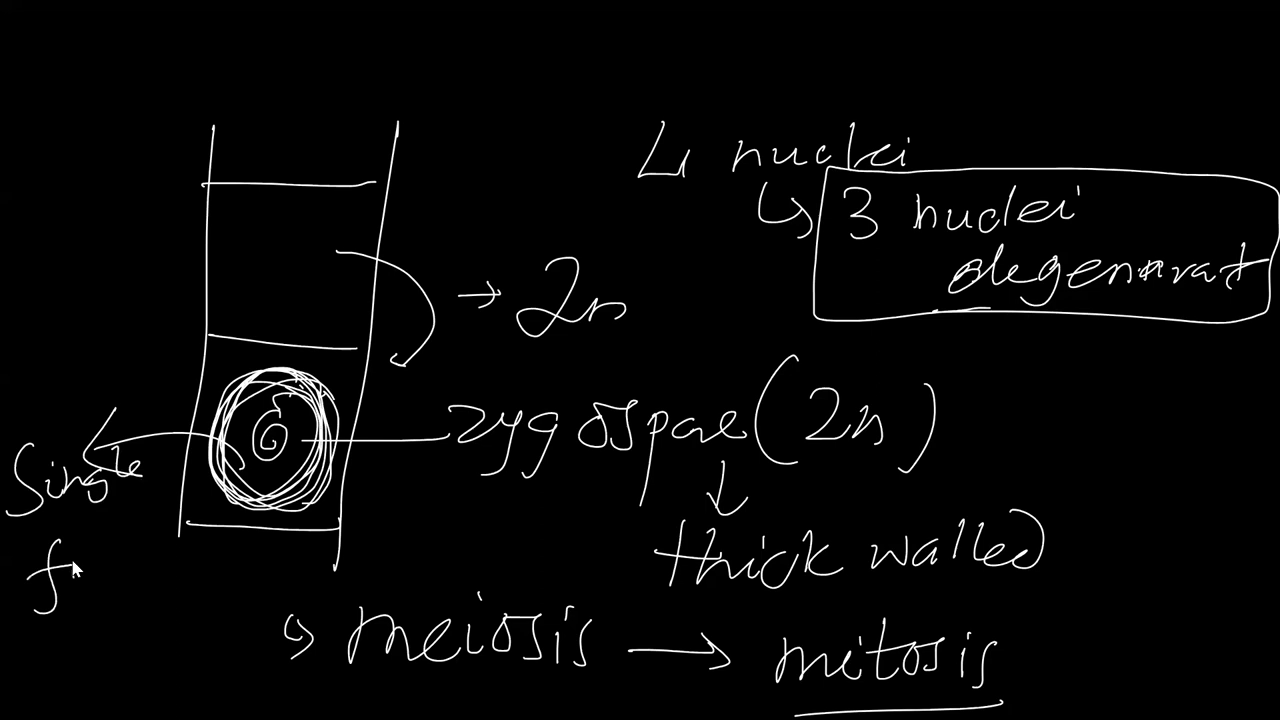 4 nuclei
↳ 3 nuclei
degenerat
→ 2n
zygospore (2n)
↓
thick walled
Single
f
↳ meiosis → mitosis